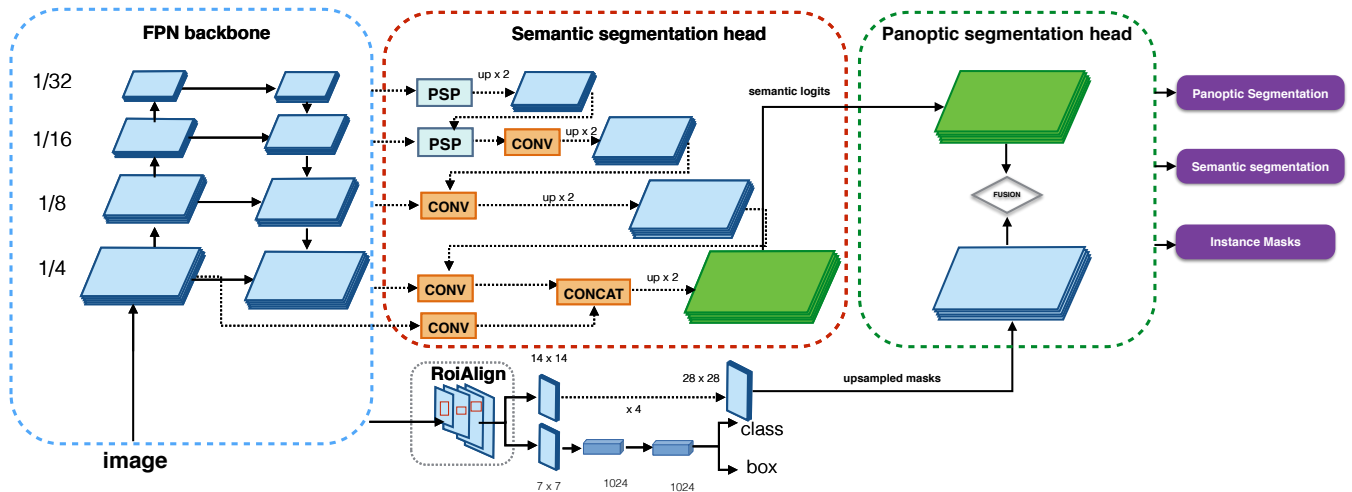 FPN backbone
Semantic segmentation head
Panoptic segmentation head
1/32
1/16
1/8
1/4
PSP
up x 2
PSP
CONV
up x 2
CONV
up x 2
CONV
CONCAT
up x 2
CONV
semantic logits
FUSION
Panoptic Segmentation
Semantic segmentation
Instance Masks
image
RoiAlign
14 x 14
28 x 28
x 4
upsampled masks
class
box
7 x 7
1024
1024